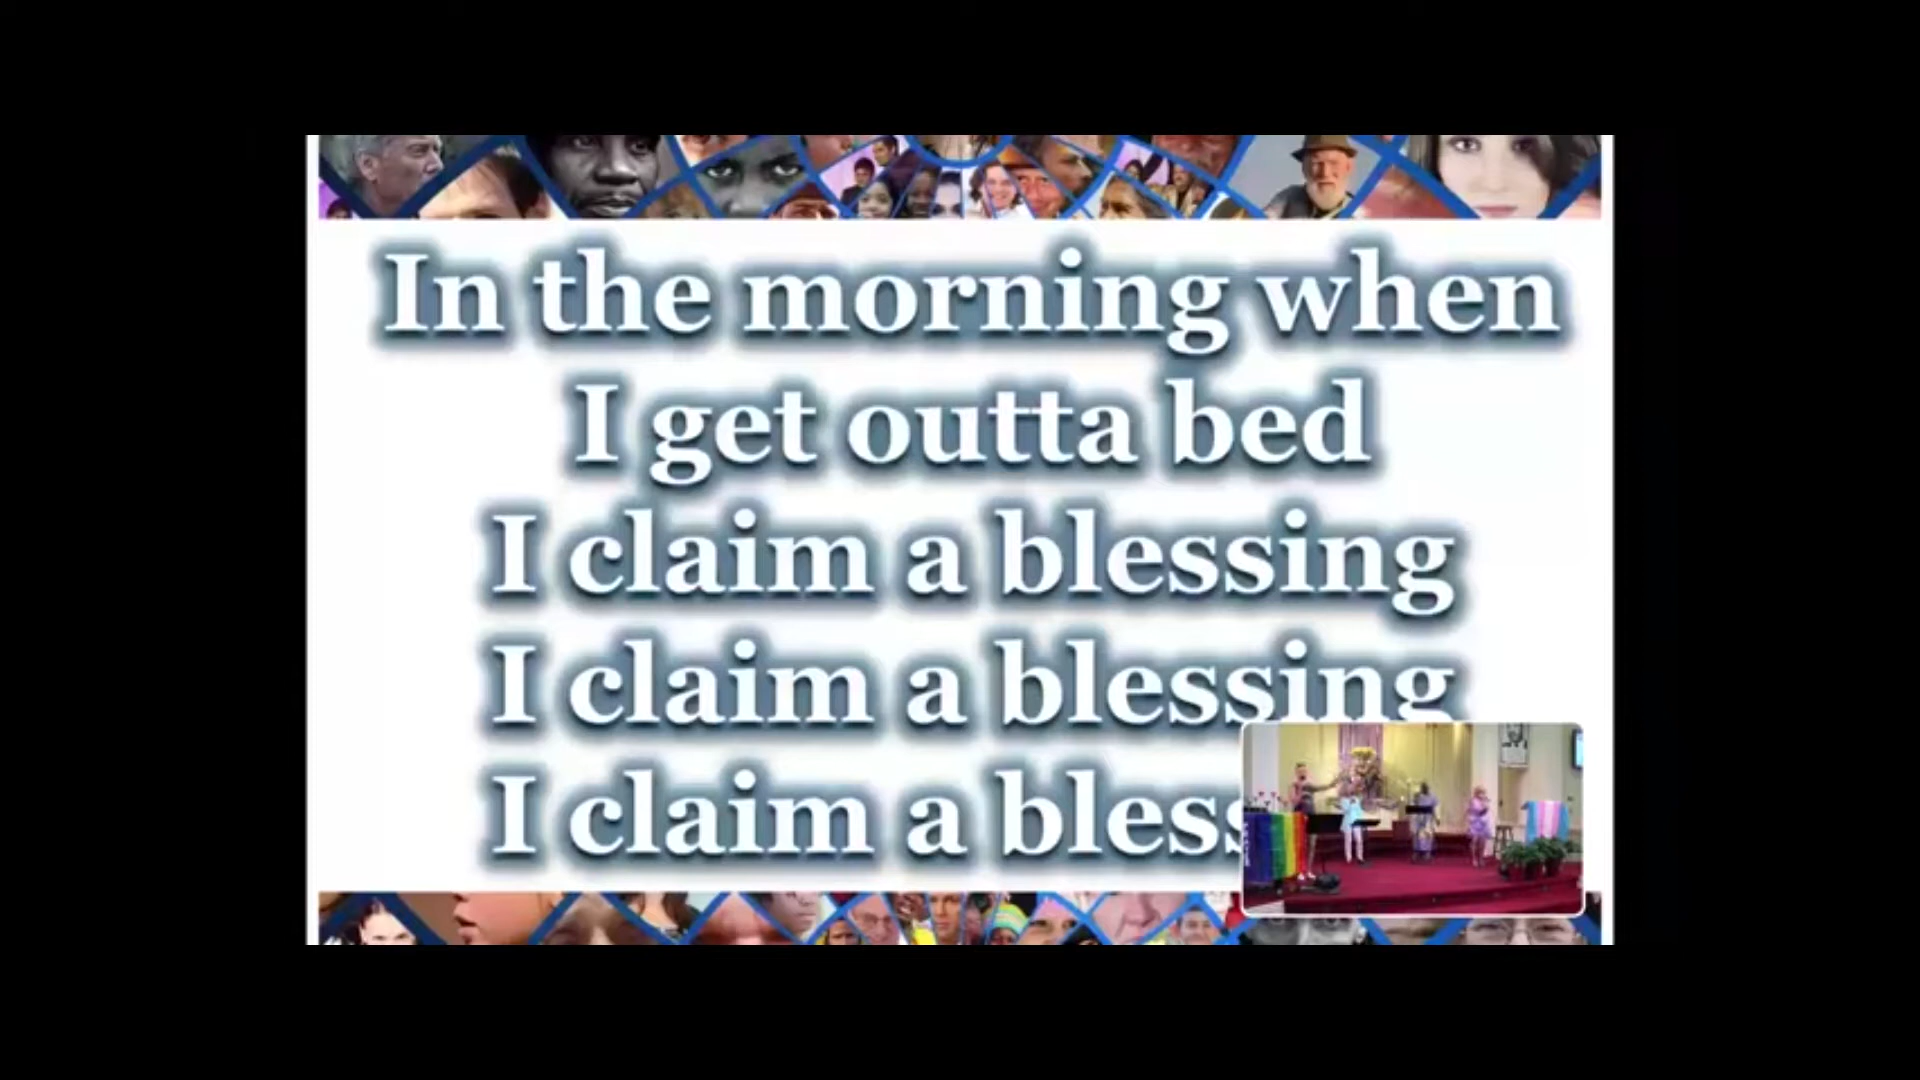 In the morning when
I get outta bed
I claim a blessing
I claim a blessing
I claim a bless